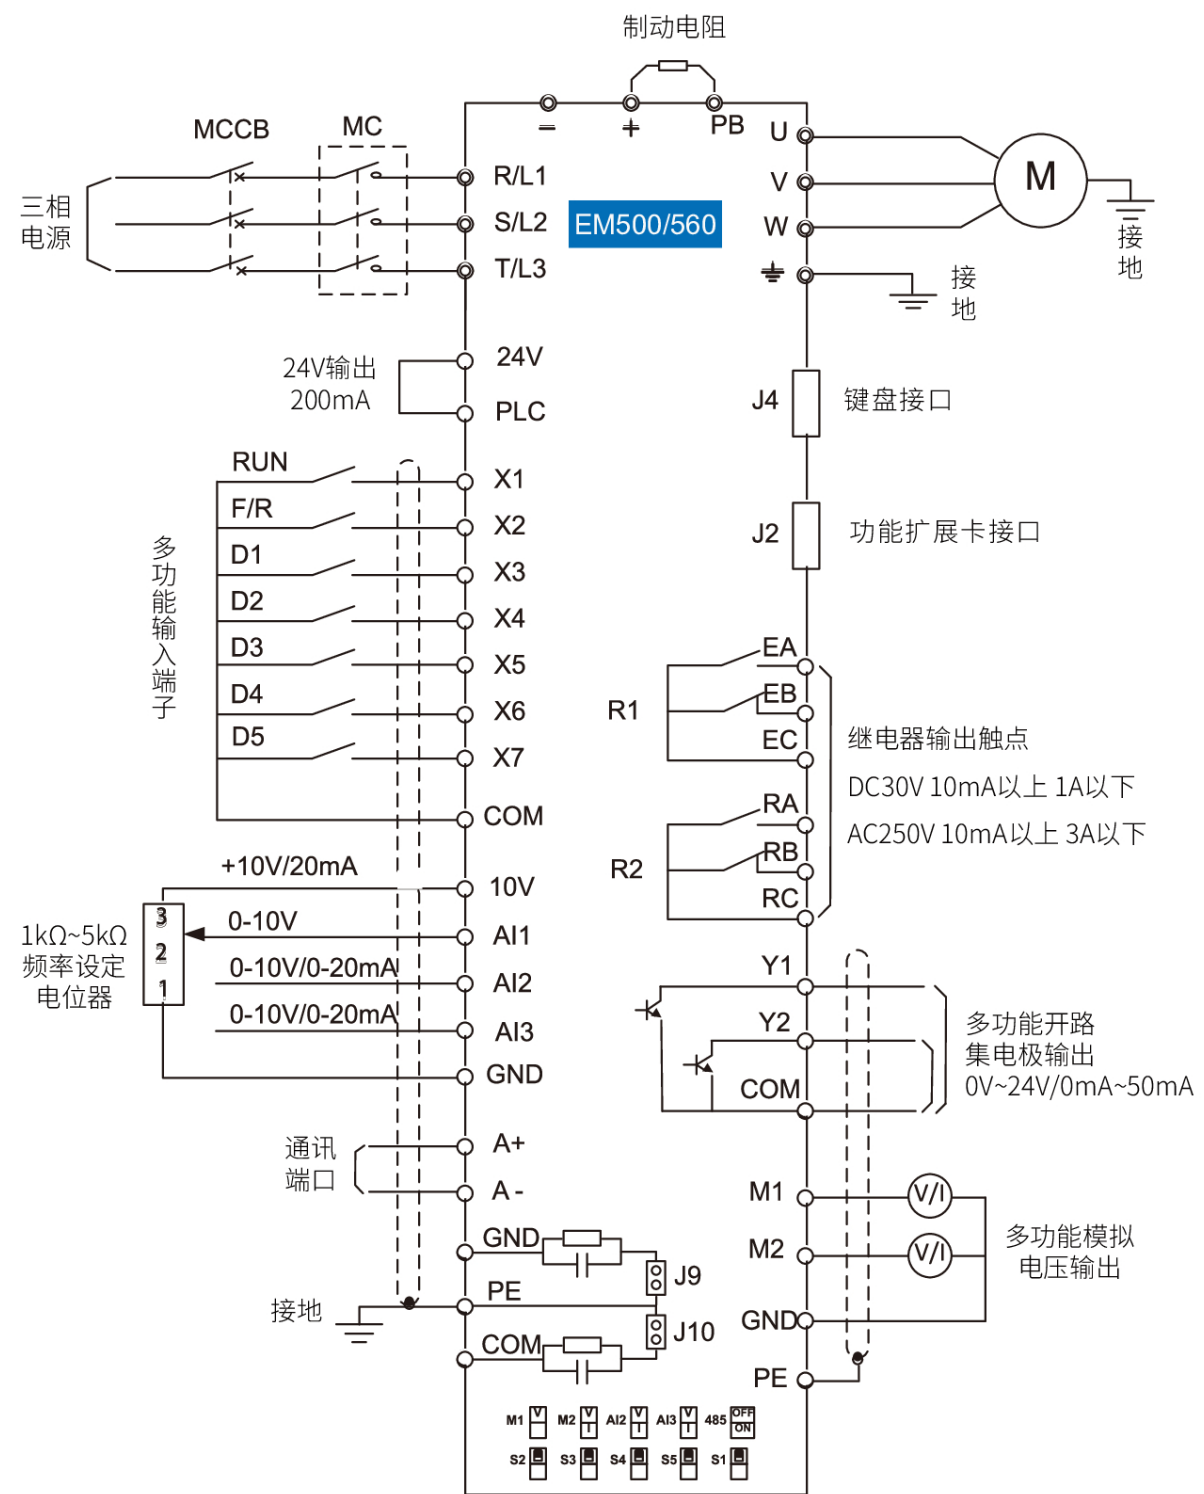 制动电阻
MCCB
MC
三相
电源
R/L1
S/L2
T/L3
EM500/560
−
+
PB
U
V
W
M
接
地
接
地
24V输出
200mA
24V
PLC
J4
键盘接口
J2
功能扩展卡接口
多功能输入端子
RUN
F/R
D1
D2
D3
D4
D5
X1
X2
X3
X4
X5
X6
X7
COM
R1
EA
EB
EC
R2
RA
RB
RC
继电器输出触点
DC30V 10mA以上 1A以下
AC250V 10mA以上 3A以下
1kΩ~5kΩ
频率设定
电位器
3
2
1
+10V/20mA
0-10V
0-10V/0-20mA
0-10V/0-20mA
10V
AI1
AI2
AI3
GND
Y1
Y2
COM
多功能开路
集电极输出
0V~24V/0mA~50mA
通讯
端口
A+
A -
M1
M2
GND
PE
V/I
V/I
多功能模拟
电压输出
接地
GND
PE
COM
J9
J10
M1 V
M2 V I
AI2 V I
AI3 V I
485 OFF ON
S2
S3
S4
S5
S1